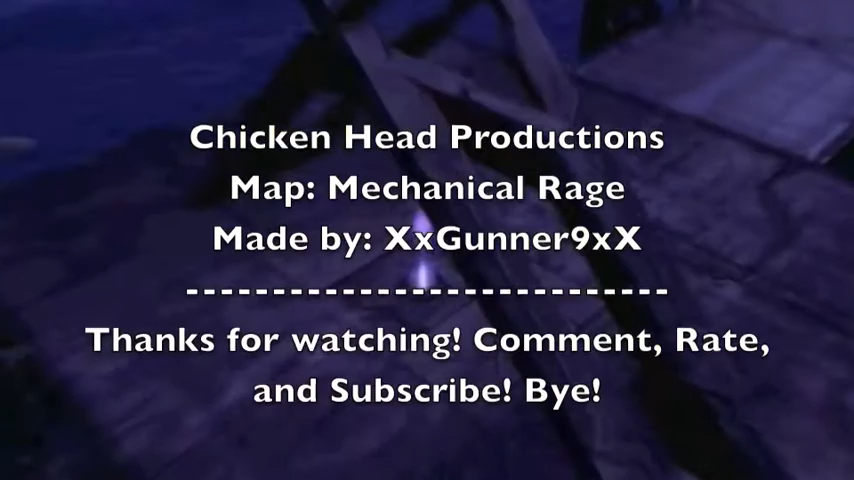 Chicken Head Productions
Map: Mechanical Rage
Made by: XxGunner9xX
----------------------------
Thanks for watching! Comment, Rate,
and Subscribe! Bye!